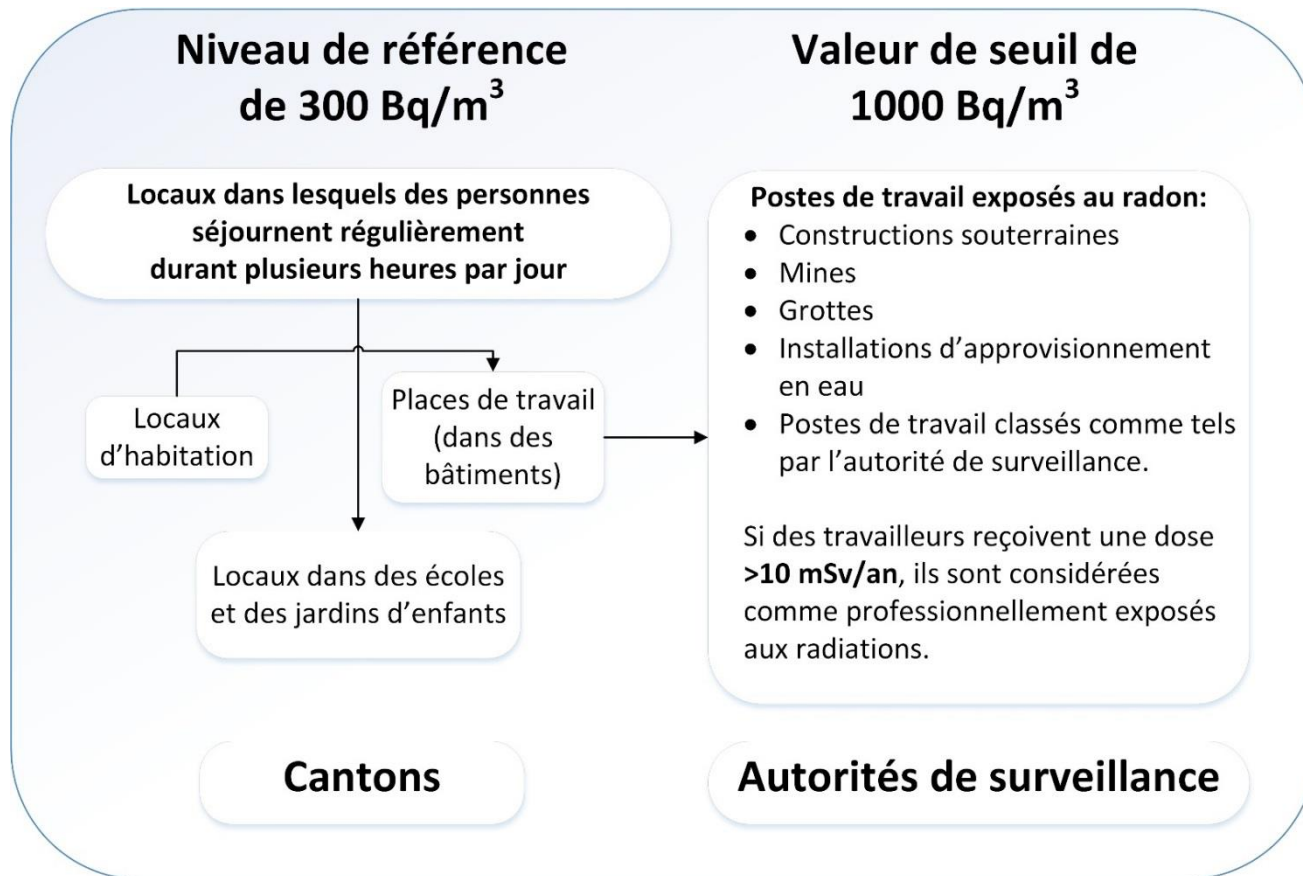 Niveau de référence
de 300 Bq/m³
Locaux dans lesquels des personnes
séjournent régulièrement
durant plusieurs heures par jour
Locaux
d'habitation
Places de travail
(dans des
bâtiments)
Locaux dans des écoles
et des jardins d'enfants
Cantons
Valeur de seuil de
1000 Bq/m³
Postes de travail exposés au radon:
• Constructions souterraines
• Mines
• Grottes
• Installations d'approvisionnement
en eau
• Postes de travail classés comme tels
par l'autorité de surveillance.
Si des travailleurs reçoivent une dose
>10 mSv/an, ils sont considérées
comme professionnellement exposés
aux radiations.
Autorités de surveillance